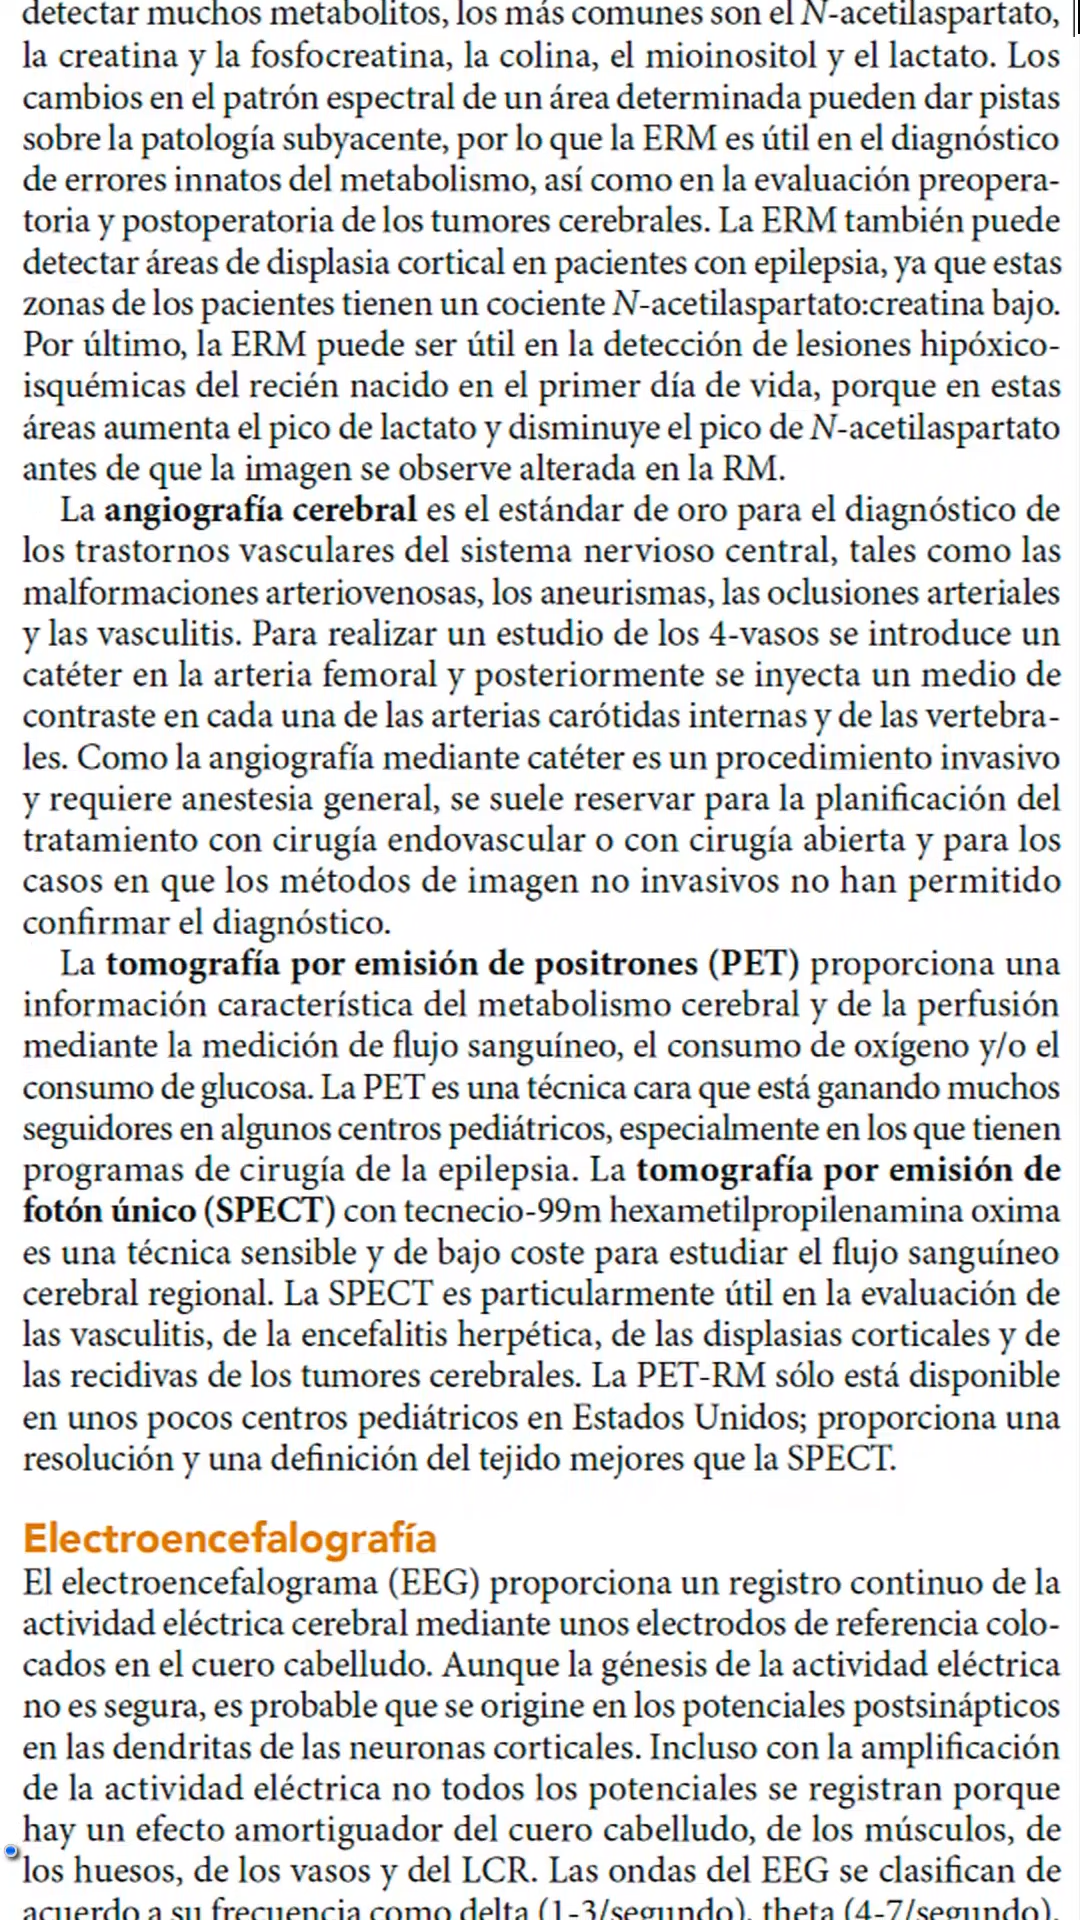 detectar muchos metabolitos, los más comunes son el N-acetilaspartato,
la creatina y la fosfocreatina, la colina, el mioinositol y el lactato. Los
cambios en el patrón espectral de un área determinada pueden dar pistas
sobre la patología subyacente, por lo que la ERM es útil en el diagnóstico
de errores innatos del metabolismo, así como en la evaluación preopera-
toria y postoperatoria de los tumores cerebrales. La ERM también puede
detectar áreas de displasia cortical en pacientes con epilepsia, ya que estas
zonas de los pacientes tienen un cociente N-acetilaspartato:creatina bajo.
Por último, la ERM puede ser útil en la detección de lesiones hipóxico-
isquémicas del recién nacido en el primer día de vida, porque en estas
áreas aumenta el pico de lactato y disminuye el pico de N-acetilaspartato
antes de que la imagen se observe alterada en la RM.
La angiografía cerebral es el estándar de oro para el diagnóstico de
los trastornos vasculares del sistema nervioso central, tales como las
malformaciones arteriovenosas, los aneurismas, las oclusiones arteriales
y las vasculitis. Para realizar un estudio de los 4-vasos se introduce un
catéter en la arteria femoral y posteriormente se inyecta un medio de
contraste en cada una de las arterias carótidas internas y de las vertebra-
les. Como la angiografía mediante catéter es un procedimiento invasivo
y requiere anestesia general, se suele reservar para la planificación del
tratamiento con cirugía endovascular o con cirugía abierta y para los
casos en que los métodos de imagen no invasivos no han permitido
confirmar el diagnóstico.
La tomografía por emisión de positrones (PET) proporciona una
información característica del metabolismo cerebral y de la perfusión
mediante la medición de flujo sanguíneo, el consumo de oxígeno y/o el
consumo de glucosa. La PET es una técnica cara que está ganando muchos
seguidores en algunos centros pediátricos, especialmente en los que tienen
programas de cirugía de la epilepsia. La tomografía por emisión de
fotón único (SPECT) con tecnecio-99m hexametilpropilenamina oxima
es una técnica sensible y de bajo coste para estudiar el flujo sanguíneo
cerebral regional. La SPECT es particularmente útil en la evaluación de
las vasculitis, de la encefalitis herpética, de las displasias corticales y de
las recidivas de los tumores cerebrales. La PET-RM sólo está disponible
en unos pocos centros pediátricos en Estados Unidos; proporciona una
resolución y una definición del tejido mejores que la SPECT.
Electroencefalografía
El electroencefalograma (EEG) proporciona un registro continuo de la
actividad eléctrica cerebral mediante unos electrodos de referencia colo-
cados en el cuero cabelludo. Aunque la génesis de la actividad eléctrica
no es segura, es probable que se origine en los potenciales postsinápticos
en las dendritas de las neuronas corticales. Incluso con la amplificación
de la actividad eléctrica no todos los potenciales se registran porque
hay un efecto amortiguador del cuero cabelludo, de los músculos, de
los huesos, de los vasos y del LCR. Las ondas del EEG se clasifican de
acuerdo a su frecuencia como delta (1-3/segundo), theta (4-7/segundo),